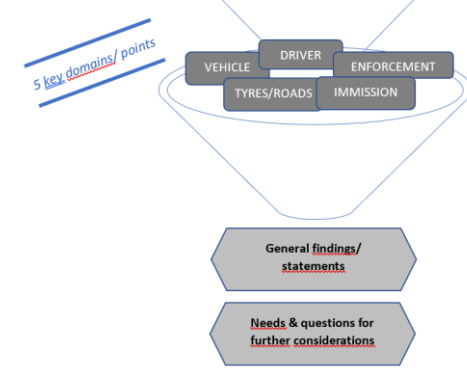 5 key domains/ points
VEHICLE
DRIVER
ENFORCEMENT
TYRES/ROADS
IMMISSION
General findings/
statements
Needs & questions for
further considerations